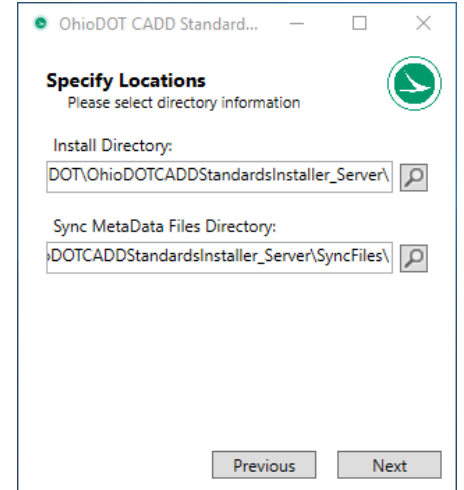 OhioDOT CADD Standard...
Specify Locations
Please select directory information
Install Directory:
DOT\OhioDOTCADDStandardsInstaller_Server\
Sync MetaData Files Directory:
DOTCADDStandardsInstaller_Server\SyncFiles\
Previous Next